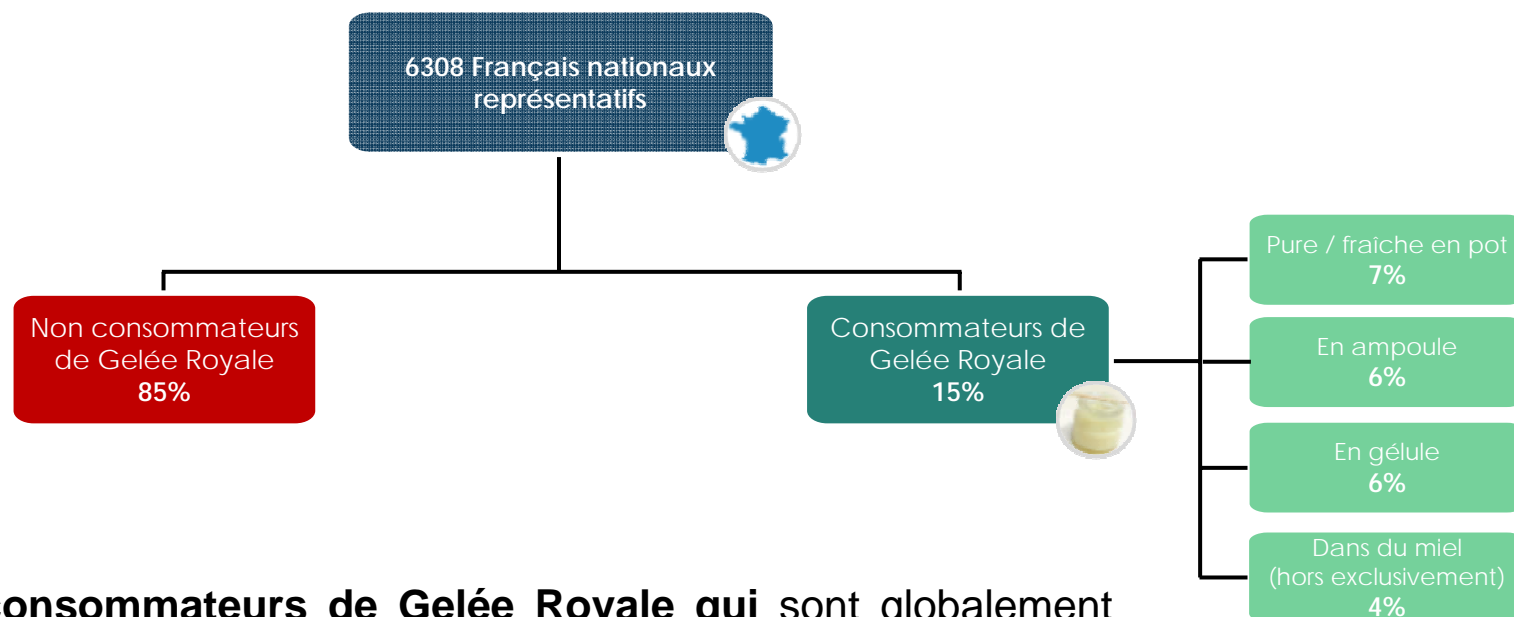 6308 Français nationaux
représentatifs
Non consommateurs
de Gelée Royale
85%
Consommateurs de
Gelée Royale
15%
Pure / fraîche en pot
7%
En ampoule
6%
En gélule
6%
Dans du miel
(hors exclusivement)
4%
consommateurs de Gelée Royale qui sont globalement